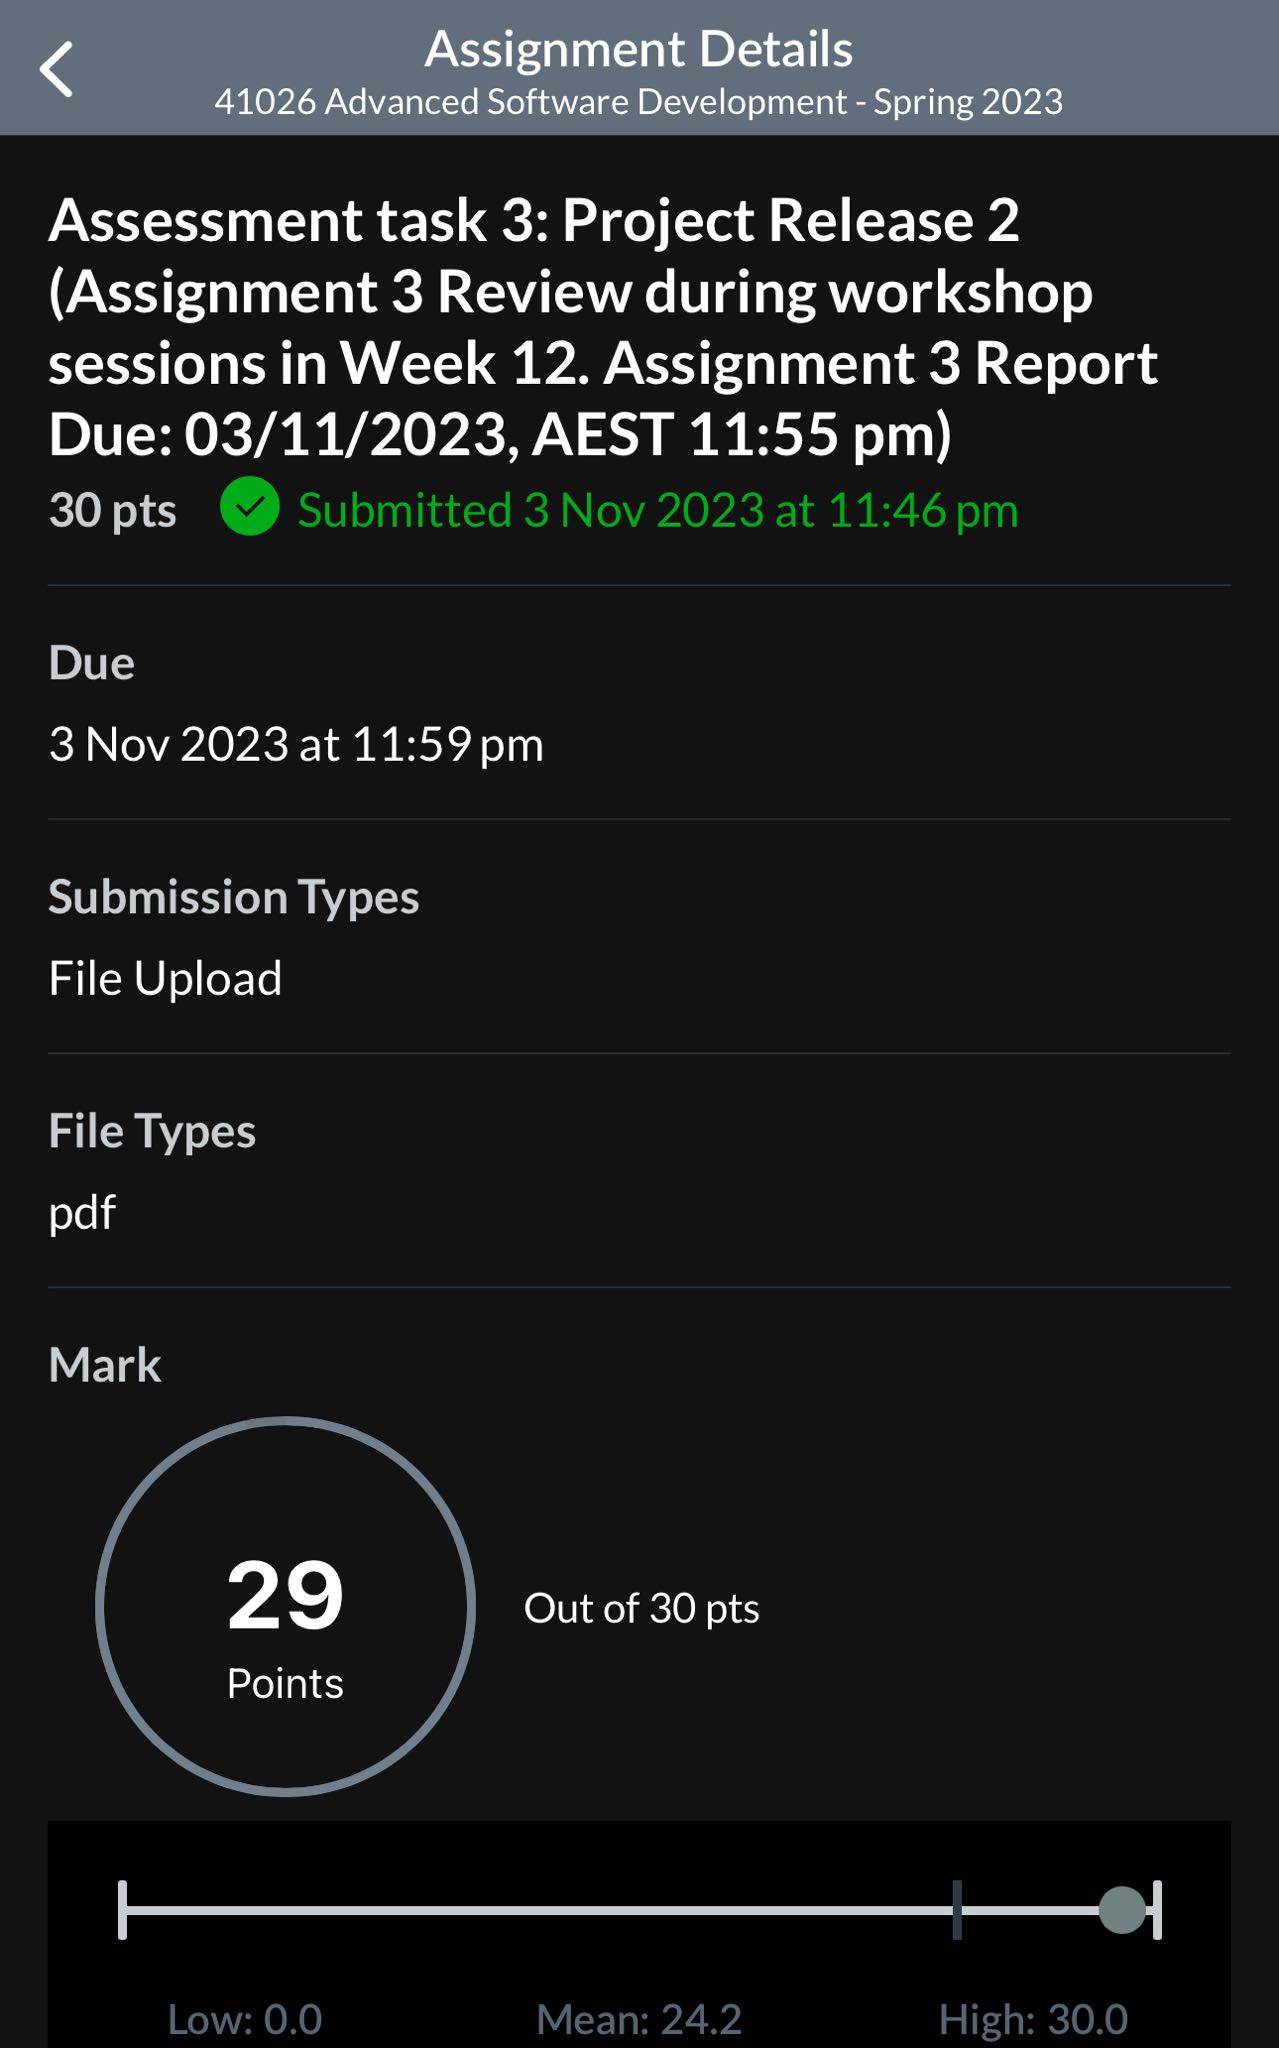 Assignment Details
41026 Advanced Software Development - Spring 2023
Assessment task 3: Project Release 2
(Assignment 3 Review during workshop
sessions in Week 12. Assignment 3 Report
Due: 03/11/2023, AEST 11:55 pm)
30 pts Submitted 3 Nov 2023 at 11:46 pm
Due
3 Nov 2023 at 11:59 pm
Submission Types
File Upload
File Types
pdf
Mark
29
Points
Out of 30 pts
Low: 0.0 Mean: 24.2 High: 30.0